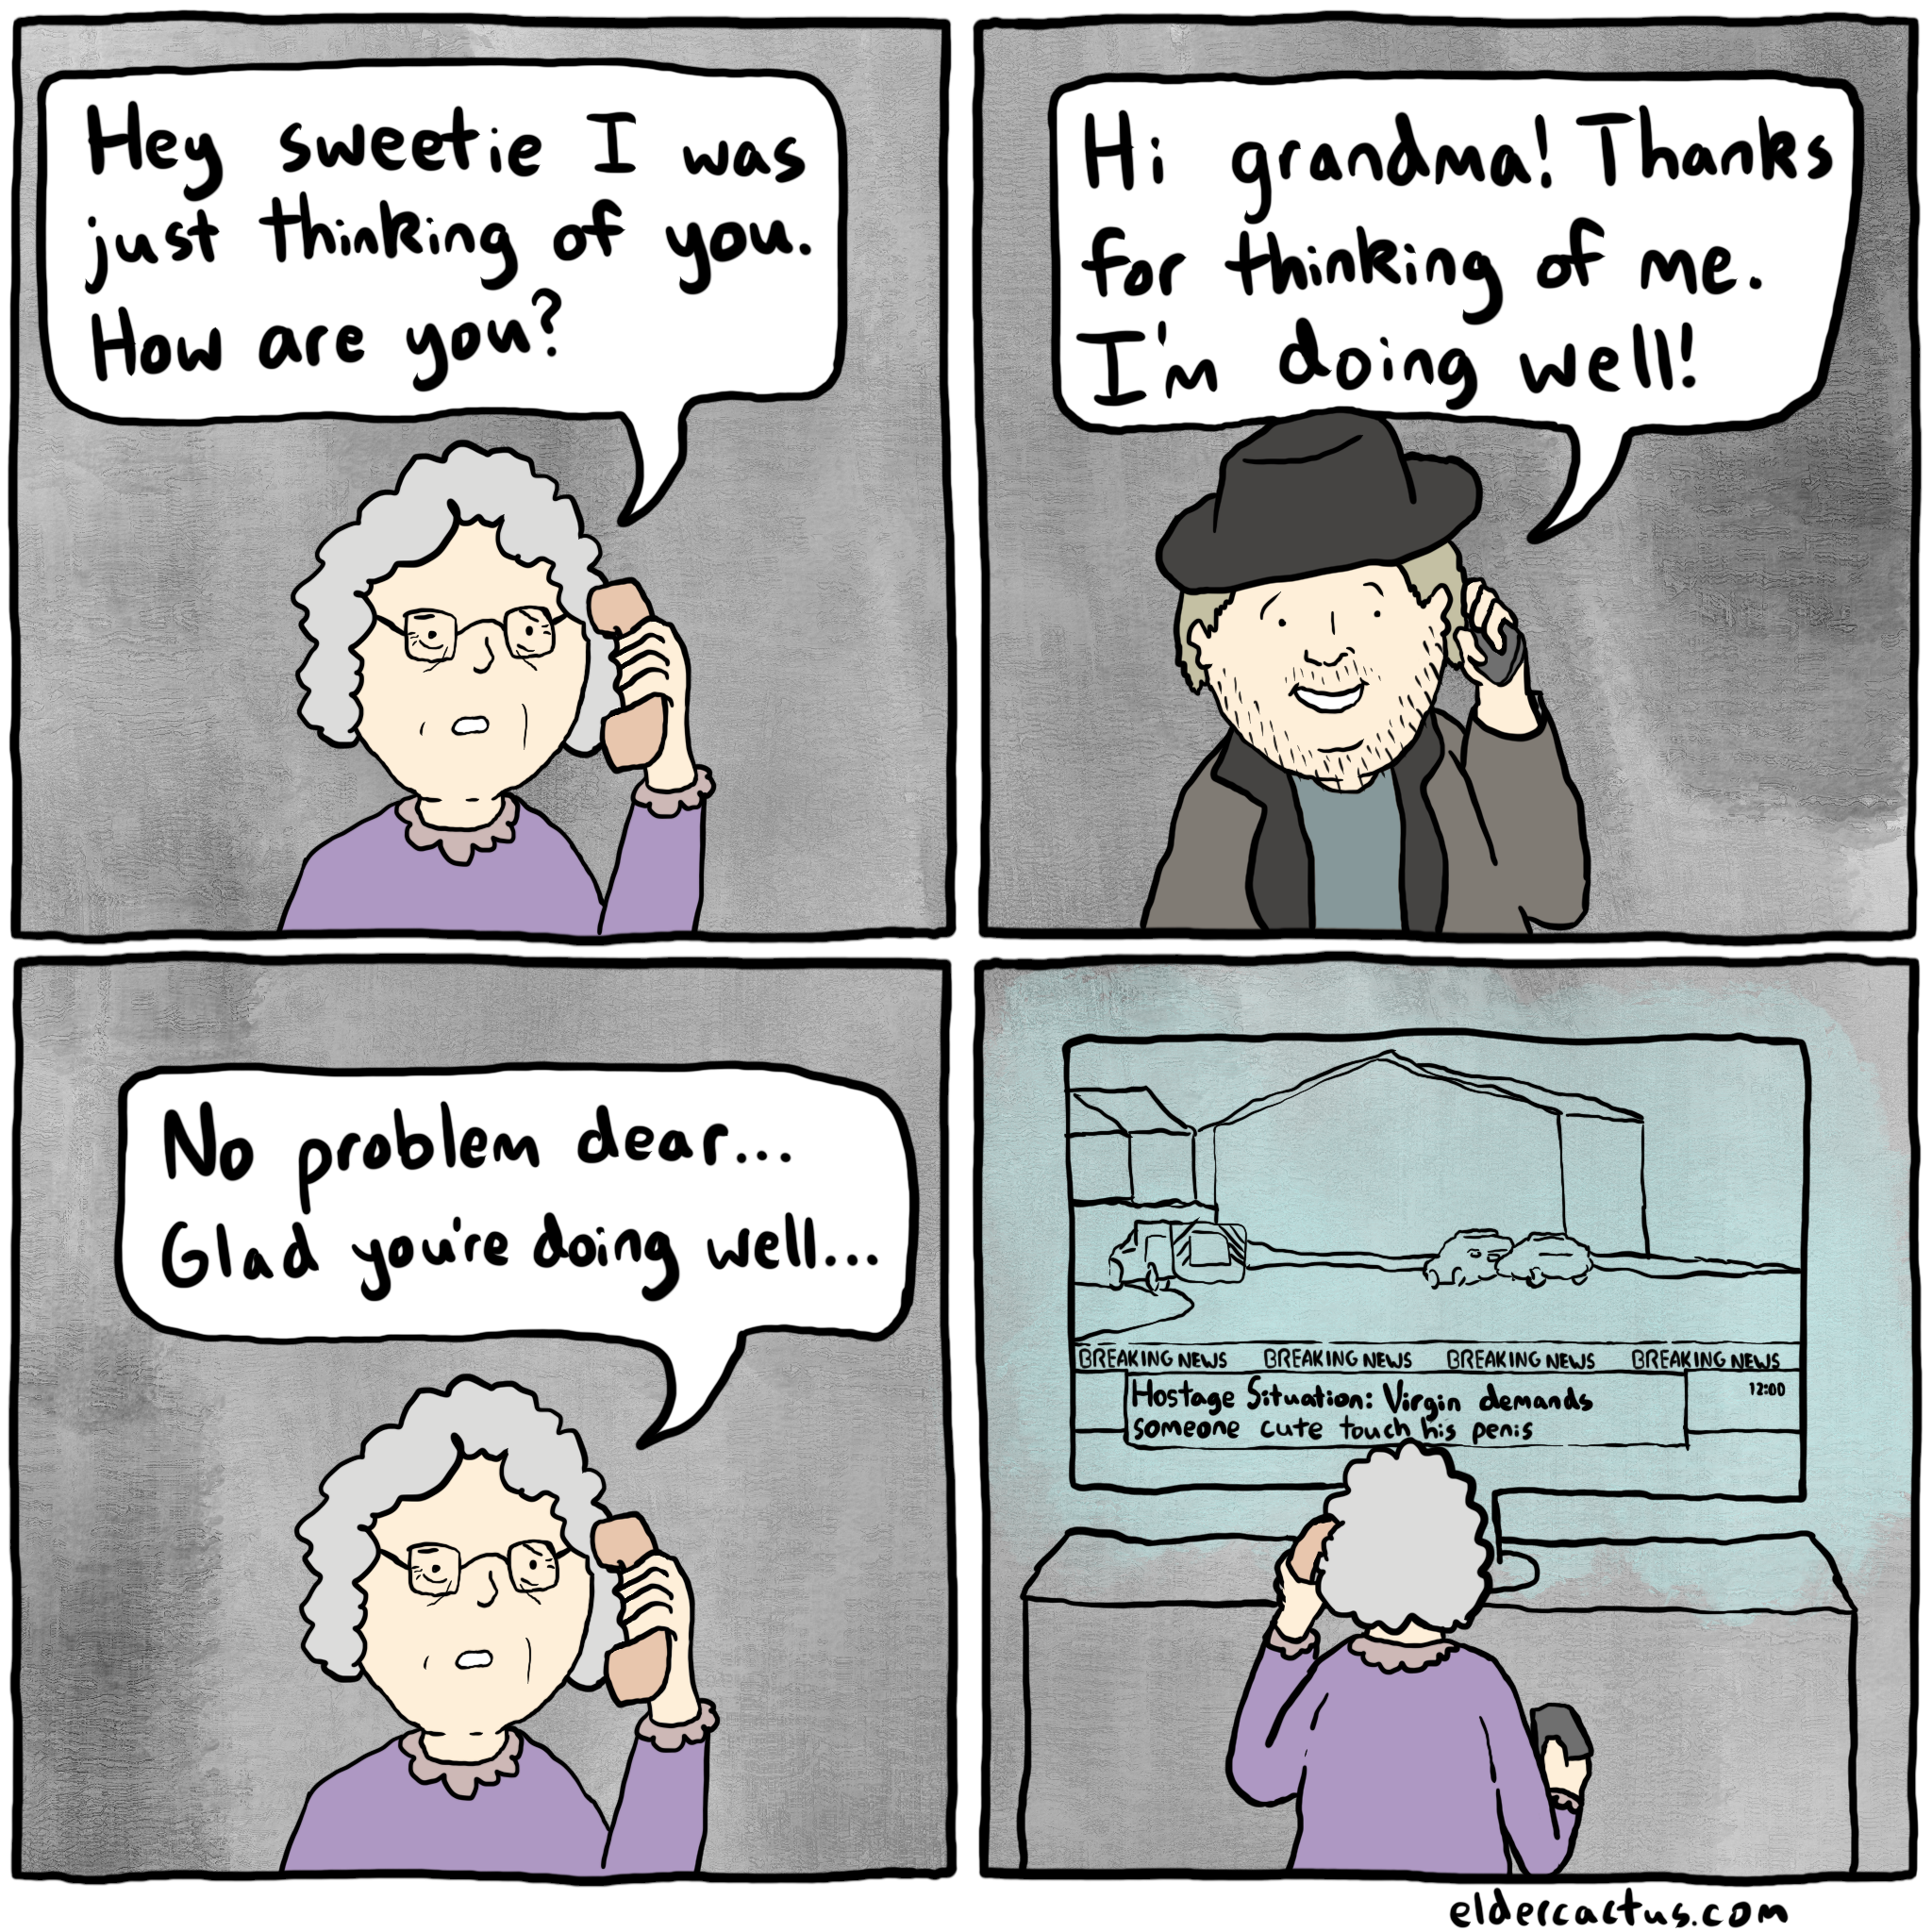 Hey sweetie I was
just thinking of you.
How are you?
Hi grandma! Thanks
for thinking of me.
I'm doing well!
No problem dear...
Glad you're doing well...
BREAKING NEWS BREAKING NEWS BREAKING NEWS BREAKING NEWS
Hostage Situation: Virgin demands
someone cute touch his penis
12:00
eldercactus.com